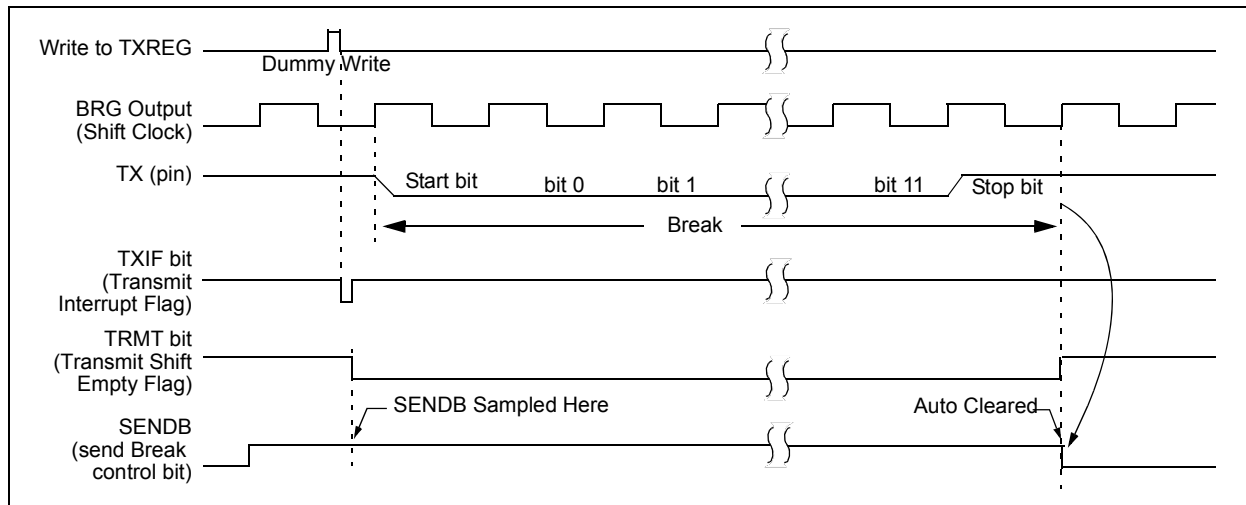 Write to TXREG
Dummy Write
BRG Output
(Shift Clock)
TX (pin)
Start bit
bit 0
bit 1
bit 11
Stop bit
Break
TXIF bit
(Transmit
Interrupt Flag)
TRMT bit
(Transmit Shift
Empty Flag)
SENDB Sampled Here
Auto Cleared
SENDB
(send Break
control bit)